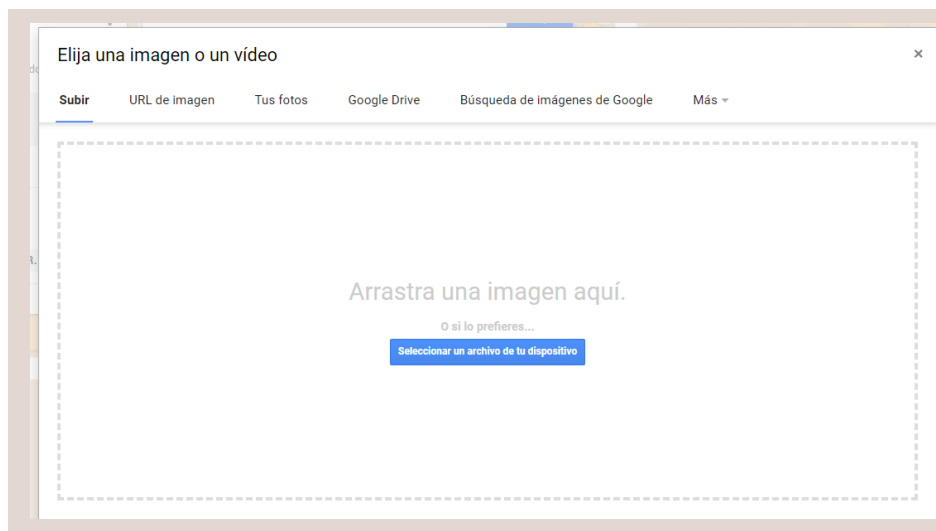 Elija una imagen o un vídeo ×
Subir URL de imagen Tus fotos Google Drive Búsqueda de imágenes de Google Más
Arrastra una imagen aquí.
O si lo prefieres...
Seleccionar un archivo de tu dispositivo